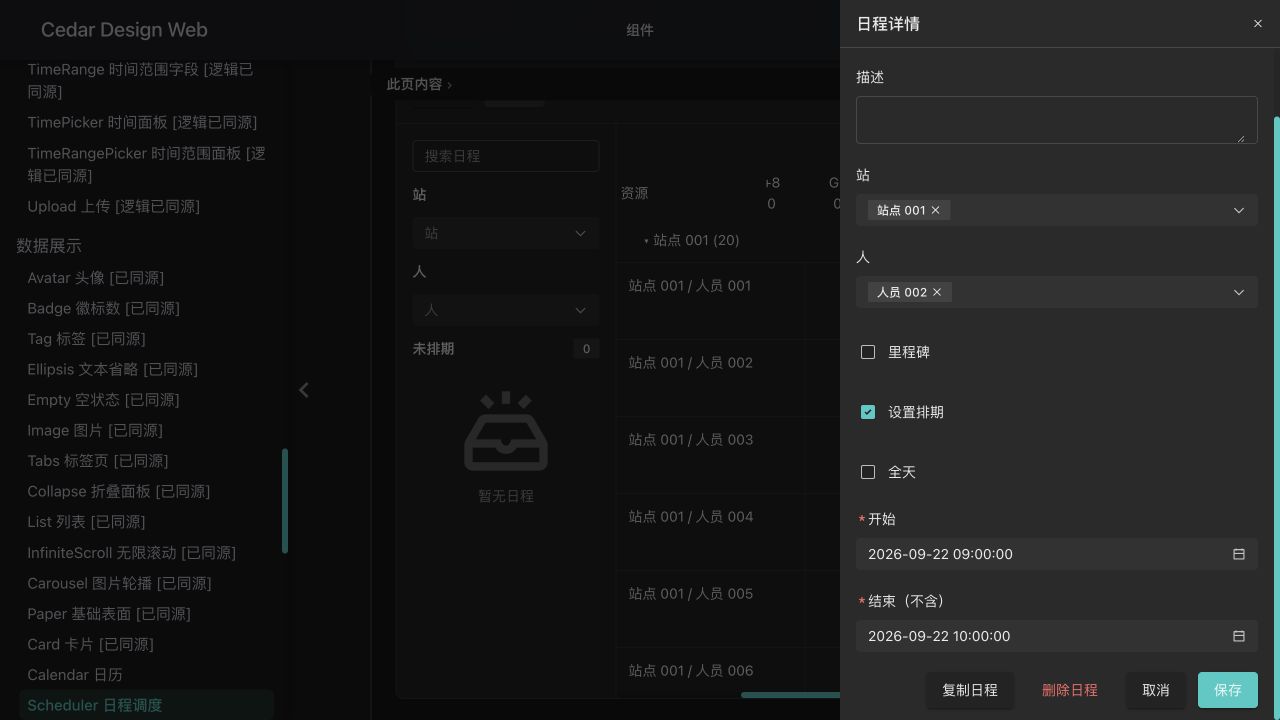 Cedar Design Web
组件
TimeRange 时间范围字段 [逻辑已
同源]
TimePicker 时间面板 [逻辑已同源]
TimeRangePicker 时间范围面板 [逻
辑已同源]
Upload 上传 [逻辑已同源]
数据展示
Avatar 头像 [已同源]
Badge 徽标数 [已同源]
Tag 标签 [已同源]
Ellipsis 文本省略 [已同源]
Empty 空状态 [已同源]
Image 图片 [已同源]
Tabs 标签页 [已同源]
Collapse 折叠面板 [已同源]
List 列表 [已同源]
InfiniteScroll 无限滚动 [已同源]
Carousel 图片轮播 [已同源]
Paper 基础表面 [已同源]
Card 卡片 [已同源]
Calendar 日历
Scheduler 日程调度
此页内容
搜索日程
站
站
人
人
未排期 0
暂无日程
资源
+8
0
G
0
站点 001 (20)
站点 001 / 人员 001
站点 001 / 人员 002
站点 001 / 人员 003
站点 001 / 人员 004
站点 001 / 人员 005
站点 001 / 人员 006
日程详情
描述
站
站点 001
人
人员 002
里程碑
设置排期
全天
* 开始
2026-09-22 09:00:00
* 结束（不含）
2026-09-22 10:00:00
复制日程 删除日程 取消 保存